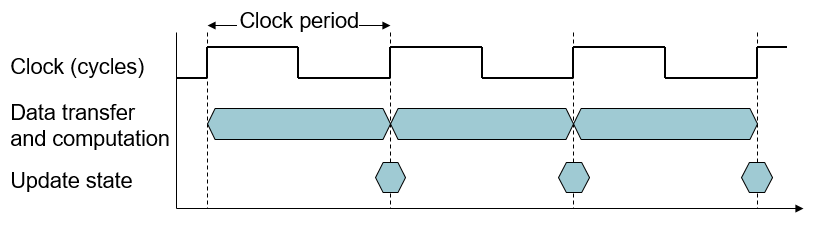 Clock period
Clock (cycles)
Data transfer
and computation
Update state